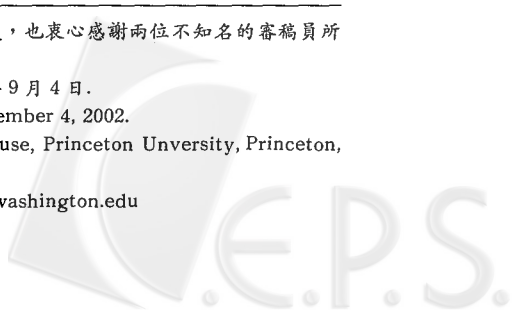 ，也衷心感謝兩位不知名的審稿員所
9 月 4 日.
ember 4, 2002.
use, Princeton Unversity, Princeton,
washington.edu
C.E.P.S.